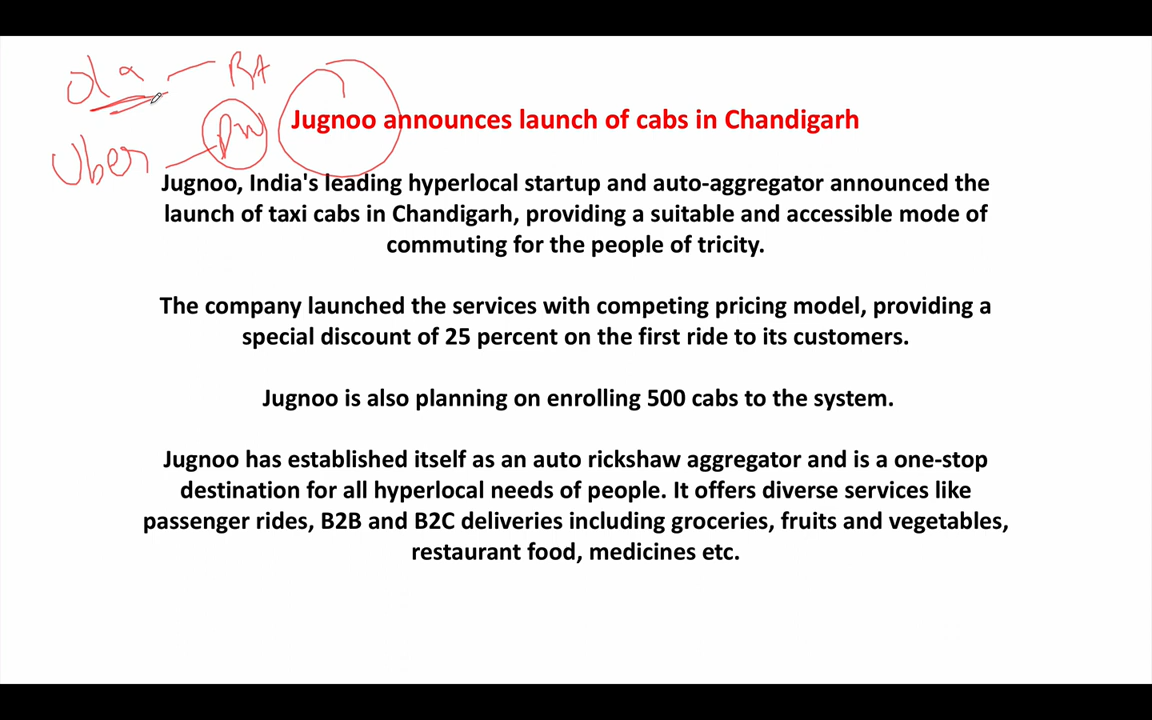 Ola
Uber
Jugnoo announces launch of cabs in Chandigarh
Jugnoo, India's leading hyperlocal startup and auto-aggregator announced the
launch of taxi cabs in Chandigarh, providing a suitable and accessible mode of
commuting for the people of tricity.
The company launched the services with competing pricing model, providing a
special discount of 25 percent on the first ride to its customers.
Jugnoo is also planning on enrolling 500 cabs to the system.
Jugnoo has established itself as an auto rickshaw aggregator and is a one-stop
destination for all hyperlocal needs of people. It offers diverse services like
passenger rides, B2B and B2C deliveries including groceries, fruits and vegetables,
restaurant food, medicines etc.